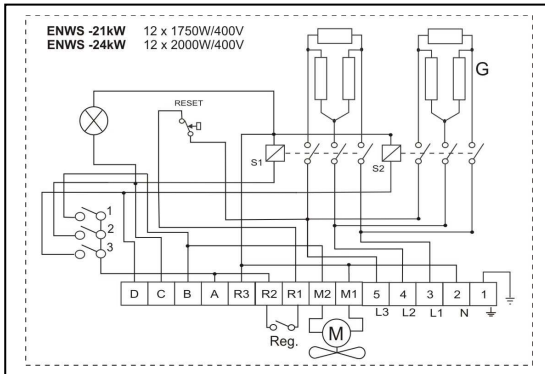 ENWS -21kW 12 x 1750W/400V
ENWS -24kW 12 x 2000W/400V
G
RESET
S1
S2
1
2
3
D C B A R3 R2 R1 M2 M1 5 4 3 2 1
L3 L2 L1 N
Reg.
M